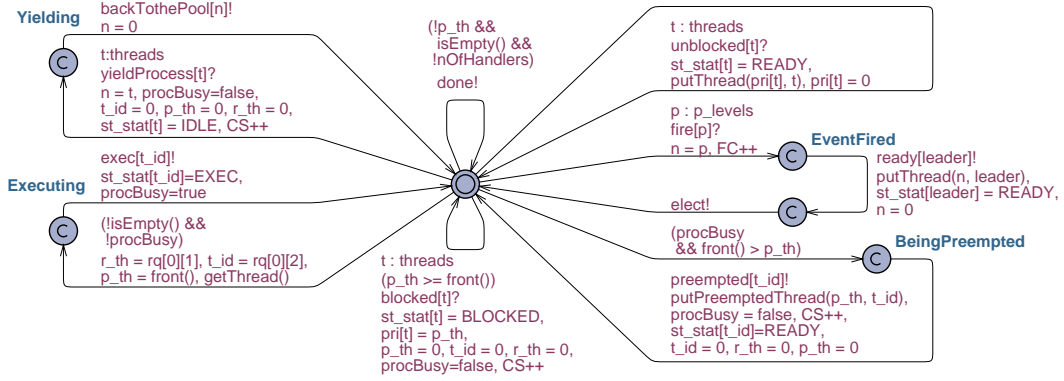 Yielding
backTothePool[n]!
n = 0
t:threads
yieldProcess[t]?
n = t, procBusy=false,
t_id = 0, p_th = 0, r_th = 0,
st_stat[t] = IDLE, CS++
exec[t_id]!
st_stat[t_id]=EXEC,
procBusy=true
Executing
(!isEmpty() &&
!procBusy)
r_th = rq[0][1], t_id = rq[0][2],
p_th = front(), getThread()
(!p_th &&
isEmpty() &&
!nOfHandlers)
done!
t : threads
(p_th >= front())
blocked[t]?
st_stat[t] = BLOCKED,
pri[t] = p_th,
p_th = 0, t_id = 0, r_th = 0,
procBusy=false, CS++
t : threads
unblocked[t]?
st_stat[t] = READY,
putThread(pri[t], t), pri[t] = 0
p : p_levels
fire[p]?
n = p, FC++
EventFired
ready[leader]!
putThread(n, leader),
st_stat[leader] = READY,
n = 0
elect!
(procBusy
&& front() > p_th)
BeingPreempted
preempted[t_id]!
putPreemptedThread(p_th, t_id),
procBusy = false, CS++,
st_stat[t_id]=READY,
t_id = 0, r_th = 0, p_th = 0
C
C
C
C
C